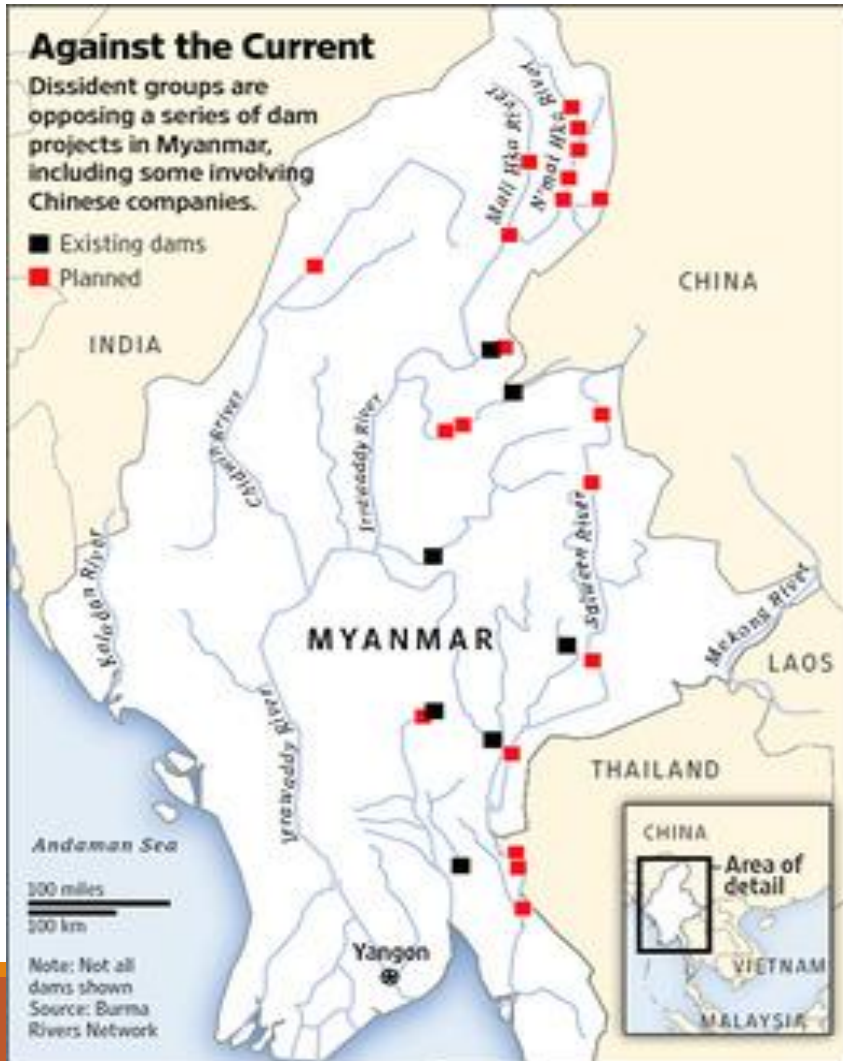 Against the Current
Dissident groups are
opposing a series of dam
projects in Myanmar,
including some involving
Chinese companies.
Existing dams
Planned
Mali Hka River
N'mai Hka River
CHINA
INDIA
Chidwin Rriver
Irrawaddy River
Salween River
Kaladan River
MYANMAR
Mekong River
LAOS
Irrawaddy River
THAILAND
Andaman Sea
100 miles
100 km
Yangon
Note: Not all
dams shown
Source: Burma
Rivers Network
CHINA
Area of
detail
VIETNAM
MALAYSIA